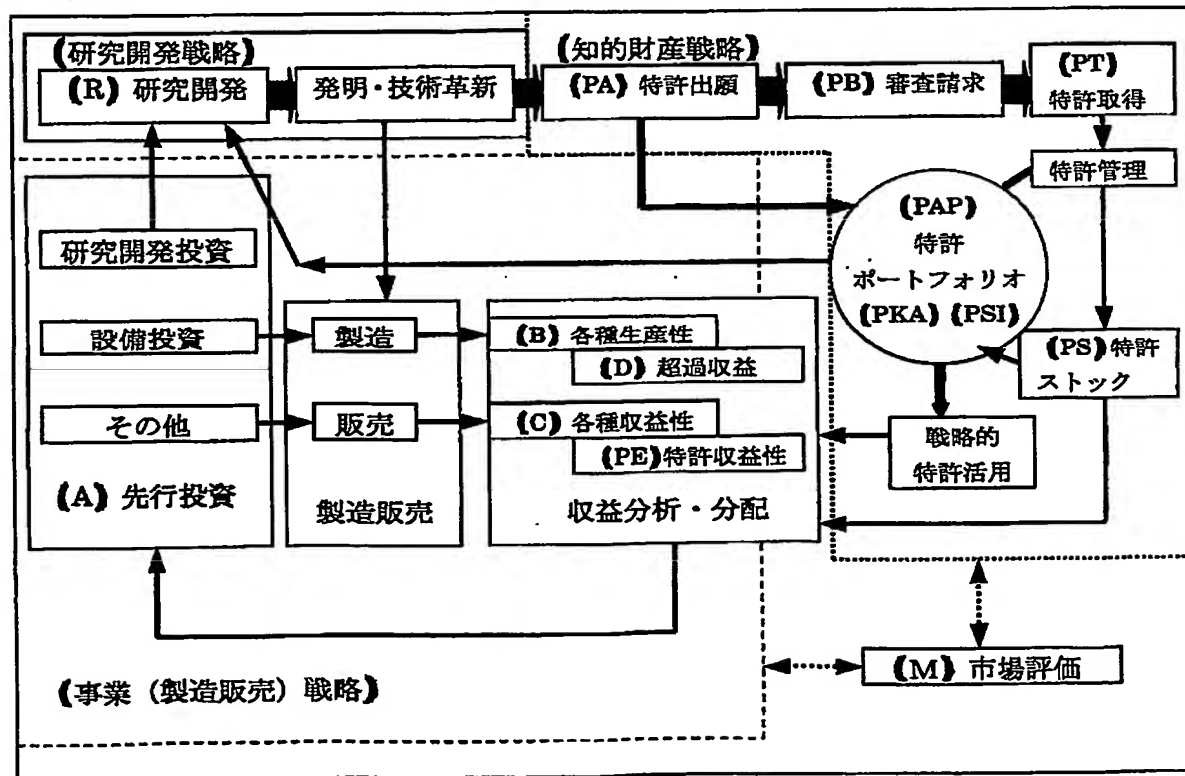 (研究開発戦略)
(R) 研究開発
発明・技術革新
(知的財産戦略)
(PA) 特許出願
(PB) 審査請求
(PT)
特許取得
特許管理
(PAP)
特許
ポートフォリオ
(PKA) (PSI)
(PS)特許
ストック
戦略的
特許活用
研究開発投資
設備投資
その他
(A) 先行投資
製造
販売
製造販売
(B) 各種生産性
(D) 超過収益
(C) 各種収益性
(PE)特許収益性
収益分析・分配
(M) 市場評価
(事業（製造販売）戦略)